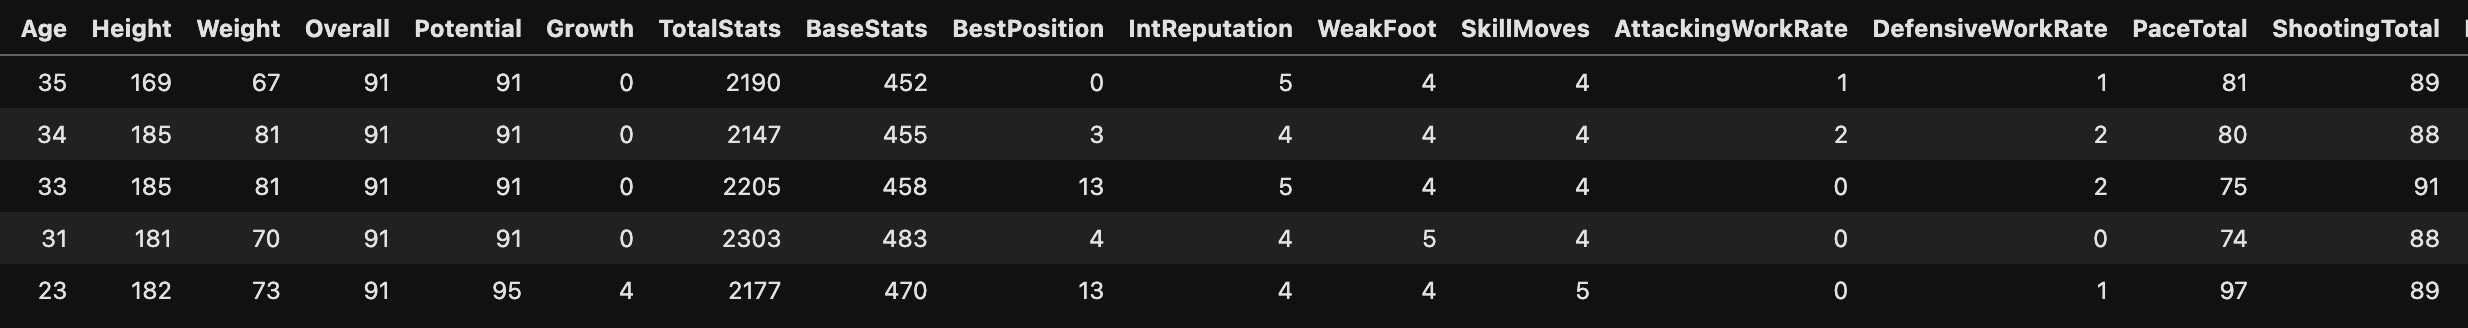 Age Height Weight Overall Potential Growth TotalStats BaseStats BestPosition IntReputation WeakFoot SkillMoves AttackingWorkRate DefensiveWorkRate PaceTotal ShootingTotal
35 169 67 91 91 0 2190 452 0 5 4 4 1 1 81 89
34 185 81 91 91 0 2147 455 3 4 4 4 2 2 80 88
33 185 81 91 91 0 2205 458 13 5 4 4 0 2 75 91
31 181 70 91 91 0 2303 483 4 4 5 4 0 0 74 88
23 182 73 91 95 4 2177 470 13 4 4 5 0 1 97 89